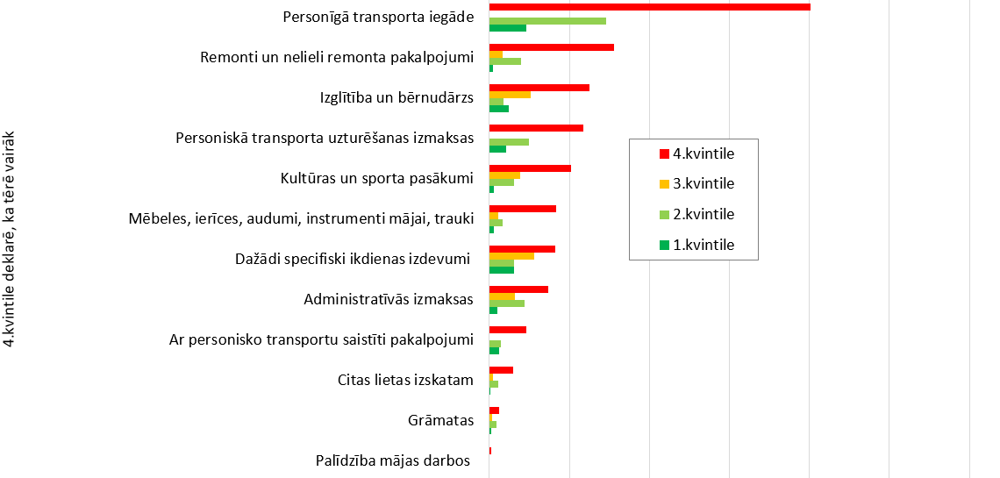 4.kvintile deklarē, ka tērē vairāk
Personīgā transporta iegāde
Remonti un nelieli remonta pakalpojumi
Izglītība un bērnudārzs
Personiskā transporta uzturēšanas izmaksas
Kultūras un sporta pasākumi
Mēbeles, ierīces, audumi, instrumenti mājai, trauki
Dažādi specifiski ikdienas izdevumi
Administratīvās izmaksas
Ar personisko transportu saistīti pakalpojumi
Citas lietas izskatam
Grāmatas
Palīdzība mājas darbos
4.kvintile
3.kvintile
2.kvintile
1.kvintile